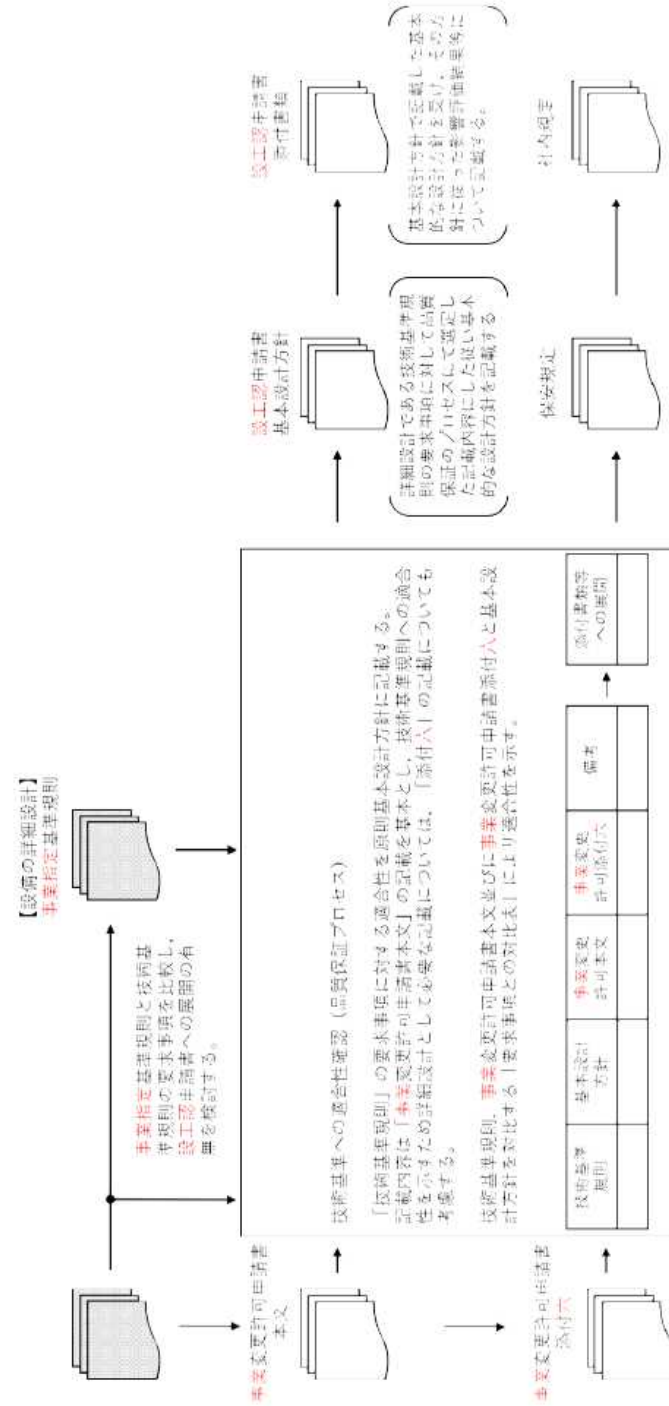 【設備の詳細設計】
事業指定基準規則
事業指定基準規則と技術基
準規則の要求事項を比較し、
設工認申請書への展開の有
無を検討する。
事業変更許可申請書
本文
事業変更許可申請書
添付六
技術基準への適合性確認（品質保証プロセス）
「技術基準規則」の要求事項に対する適合性を原則基本設計方針に記載する。
記載内容は「事業変更許可申請書本文」の記載を基本とし、技術基準規則への適合
性を示すため詳細設計として必要な記載については、「添付六」の記載についても
考慮する。
技術基準規則、事業変更許可申請書本文並びに事業変更許可申請書添付六と基本設
計方針を対比する「要求事項との対比表」により適合性を示す。
技術基準
規則
基本設計
方針
事業変更
許可本文
事業変更
許可添付六
備考
添付書類等
への展開
設工認申請書
基本設計方針
詳細設計である技術基準規
則の要求事項に対して品質
保証のプロセスにて選定し
た記載内容にした従い基本
的な設計方針を記載する
設工認申請書
添付書類
基本設計方針で記載した基本
的な設計方針を受け、その方
針に従った影響評価結果等に
ついて記載する。
保安規定
社内規定